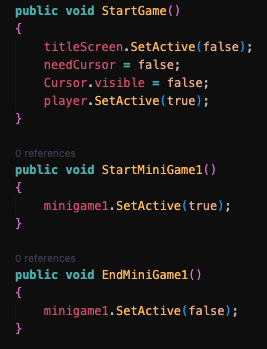 public void StartGame()
{
titleScreen.SetActive(false);
needCursor = false;
Cursor.visible = false;
player.SetActive(true);
}
0 references
public void StartMiniGame1()
{
minigame1.SetActive(true);
}
0 references
public void EndMiniGame1()
{
minigame1.SetActive(false);
}